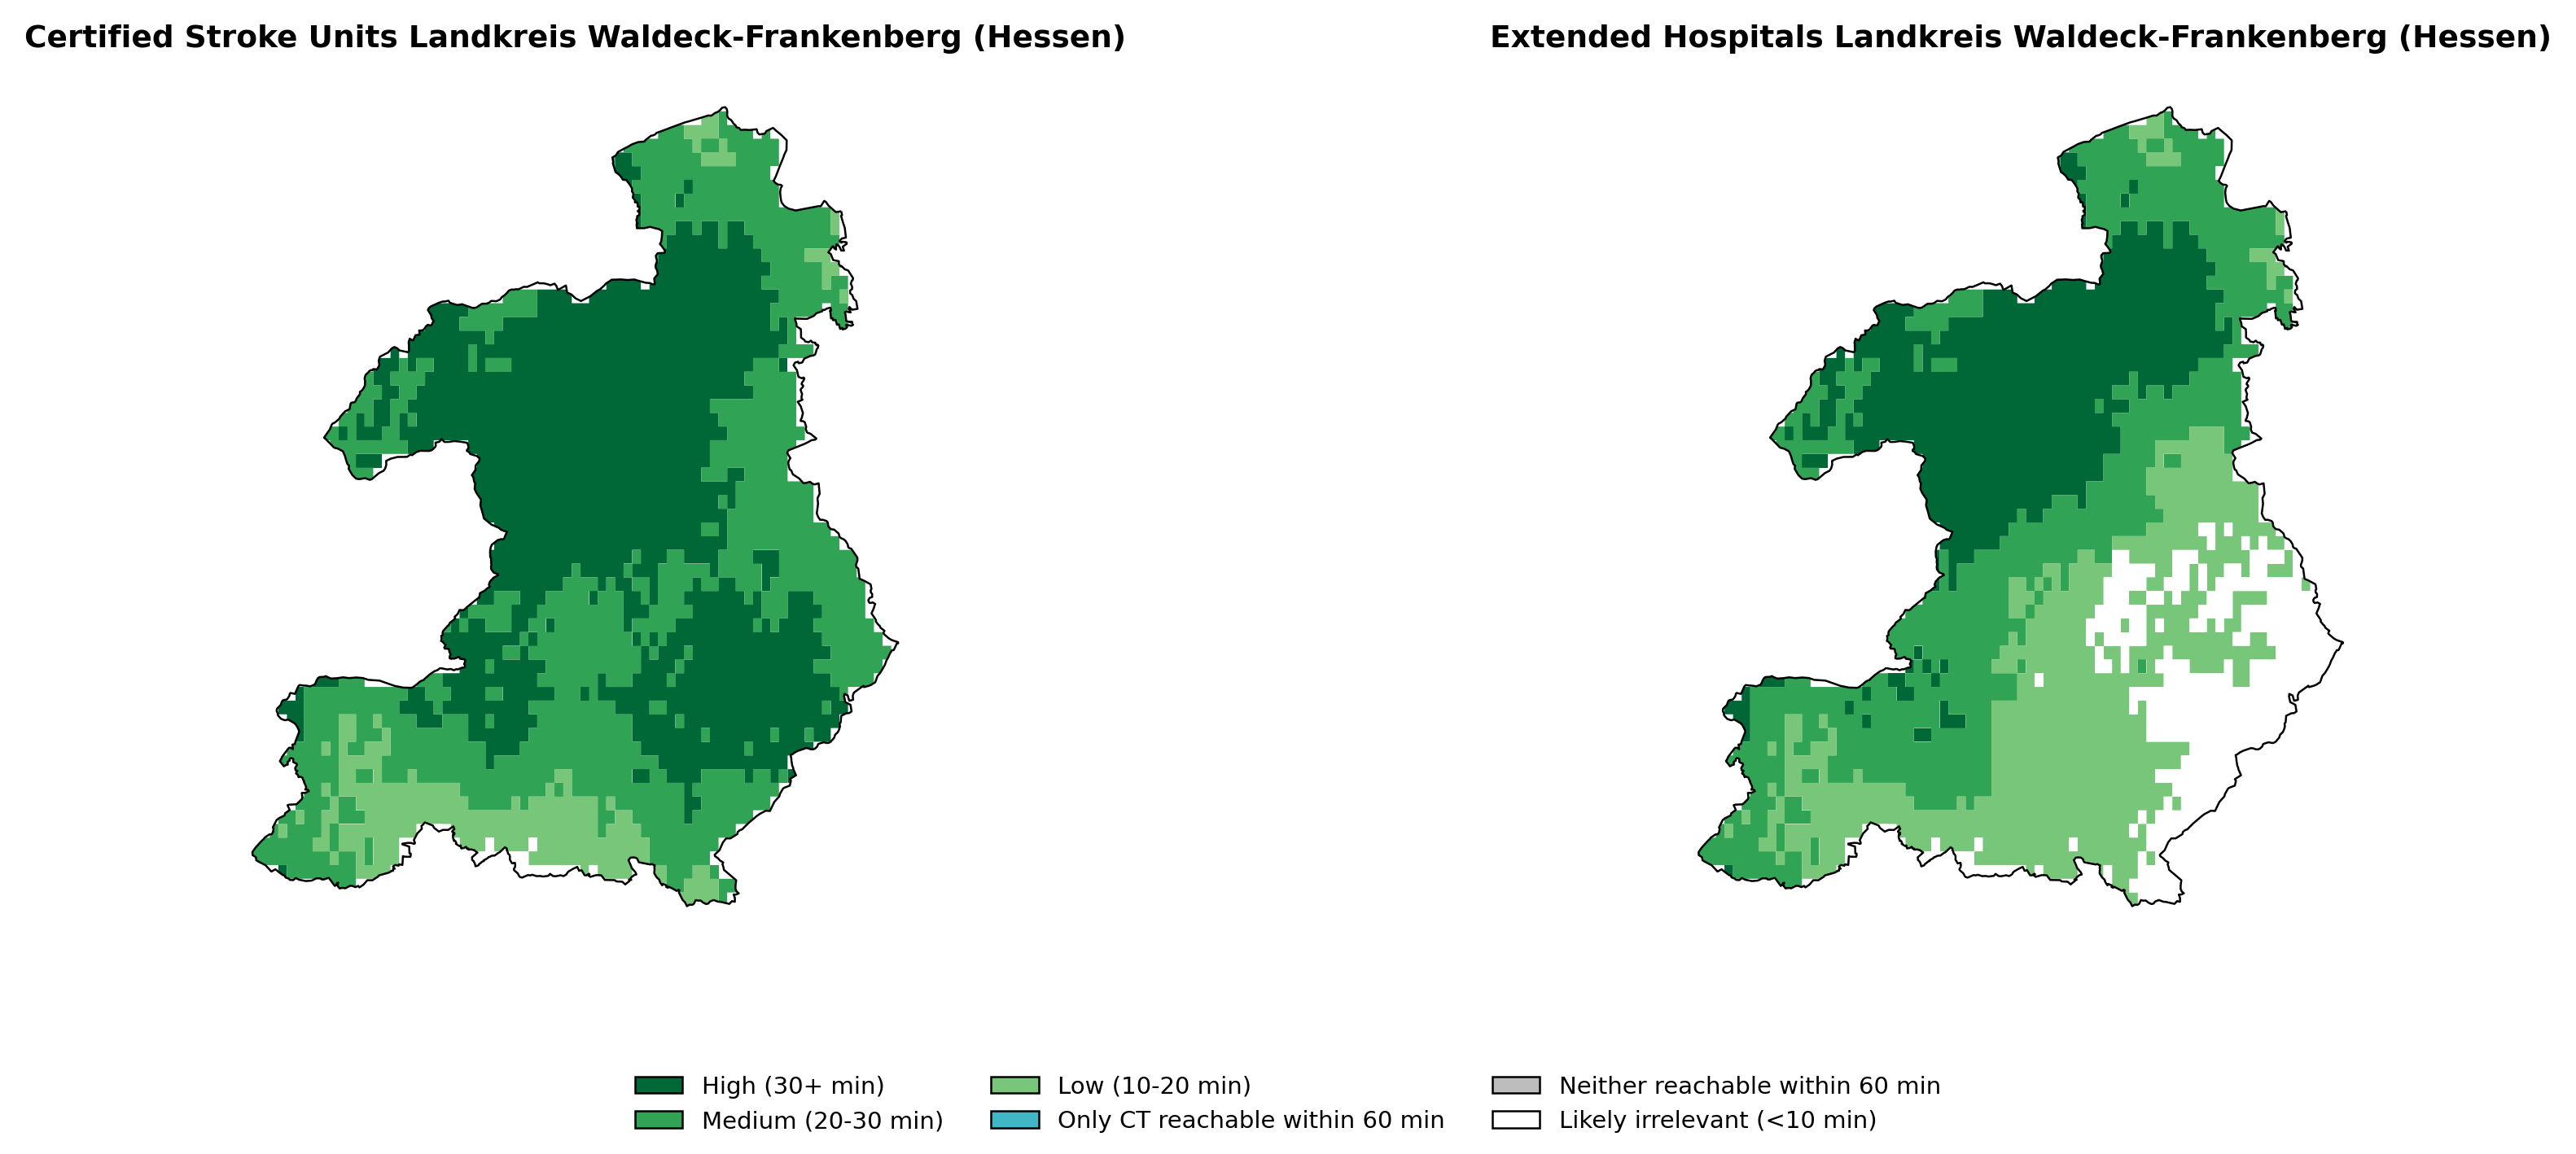 Certified Stroke Units Landkreis Waldeck-Frankenberg (Hessen)
Extended Hospitals Landkreis Waldeck-Frankenberg (Hessen)
High (30+ min)
Medium (20-30 min)
Low (10-20 min)
Only CT reachable within 60 min
Neither reachable within 60 min
Likely irrelevant (<10 min)